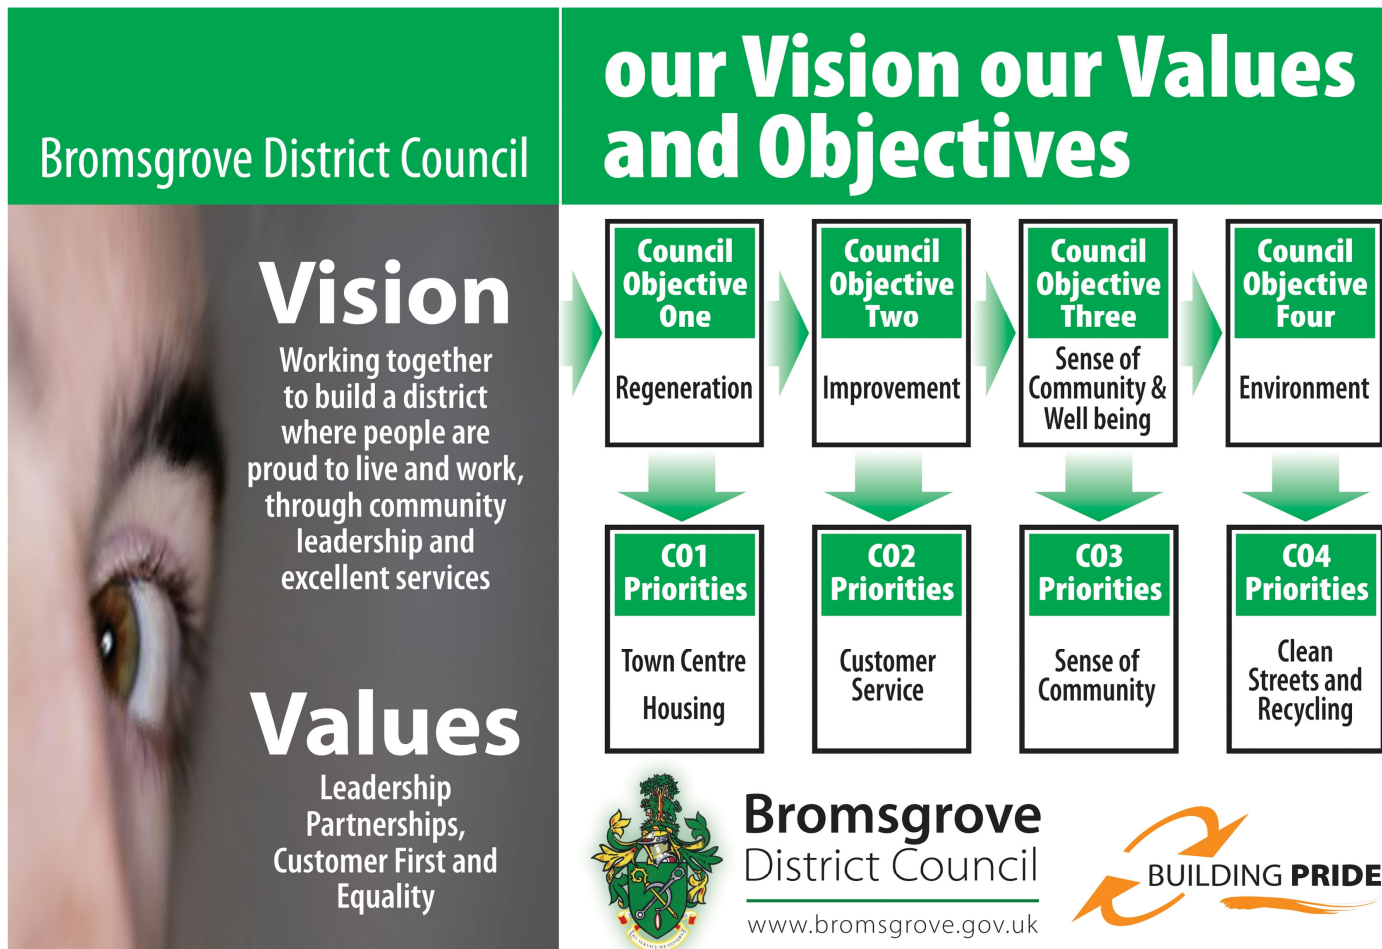 Bromsgrove District Council
our Vision our Values
and Objectives
Vision
Working together
to build a district
where people are
proud to live and work,
through community
leadership and
excellent services
Values
Leadership
Partnerships,
Customer First and
Equality
Council
Objective
One
Regeneration
Council
Objective
Two
Improvement
Council
Objective
Three
Sense of
Community &
Well being
Council
Objective
Four
Environment
CO1
Priorities
Town Centre
Housing
CO2
Priorities
Customer
Service
CO3
Priorities
Sense of
Community
CO4
Priorities
Clean
Streets and
Recycling
Bromsgrove
District Council
www.bromsgrove.gov.uk
BUILDING PRIDE